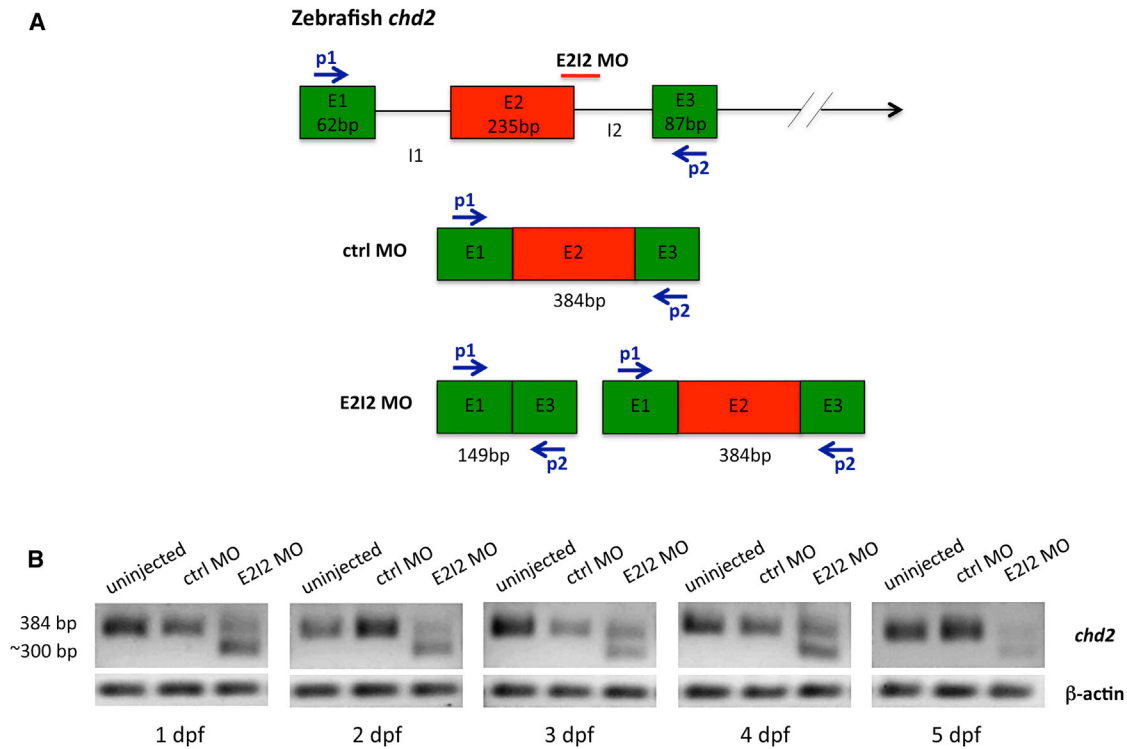 A
Zebrafish chd2
p1
E2I2 MO
E1
62bp
E2
235bp
E3
87bp
I1
I2
p2
p1
ctrl MO
E1
E2
E3
384bp
p2
p1
p1
E2I2 MO
E1
E3
E1
E2
E3
149bp
p2
384bp
p2
B
uninjected
ctrl MO
E2I2 MO
uninjected
ctrl MO
E2I2 MO
uninjected
ctrl MO
E2I2 MO
uninjected
ctrl MO
E2I2 MO
uninjected
ctrl MO
E2I2 MO
384 bp
~300 bp
chd2
β-actin
1 dpf
2 dpf
3 dpf
4 dpf
5 dpf